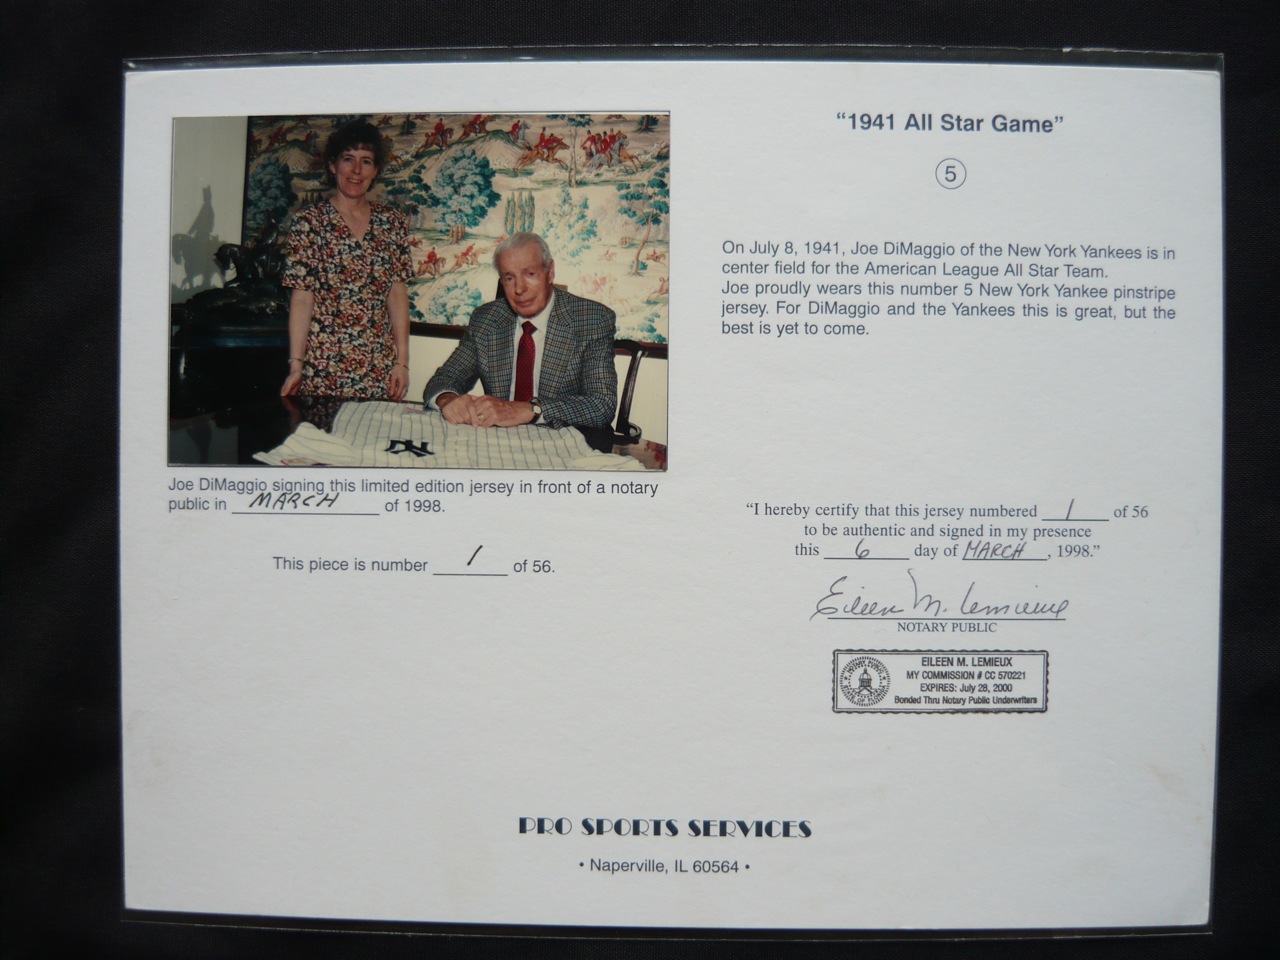 "1941 All Star Game"
5
On July 8, 1941, Joe DiMaggio of the New York Yankees is in
center field for the American League All Star Team.
Joe proudly wears this number 5 New York Yankee pinstripe
jersey. For DiMaggio and the Yankees this is great, but the
best is yet to come.
Joe DiMaggio signing this limited edition jersey in front of a notary
public in MARCH of 1998.
This piece is number 1 of 56.
"I hereby certify that this jersey numbered 1 of 56
to be authentic and signed in my presence
this 6 day of MARCH, 1998."
Eileen M. Lemieux
NOTARY PUBLIC
EILEEN M. LEMIEUX
MY COMMISSION # CC 570221
EXPIRES: July 28, 2000
Bonded Thru Notary Public Underwriters
PRO SPORTS SERVICES
• Naperville, IL 60564 •